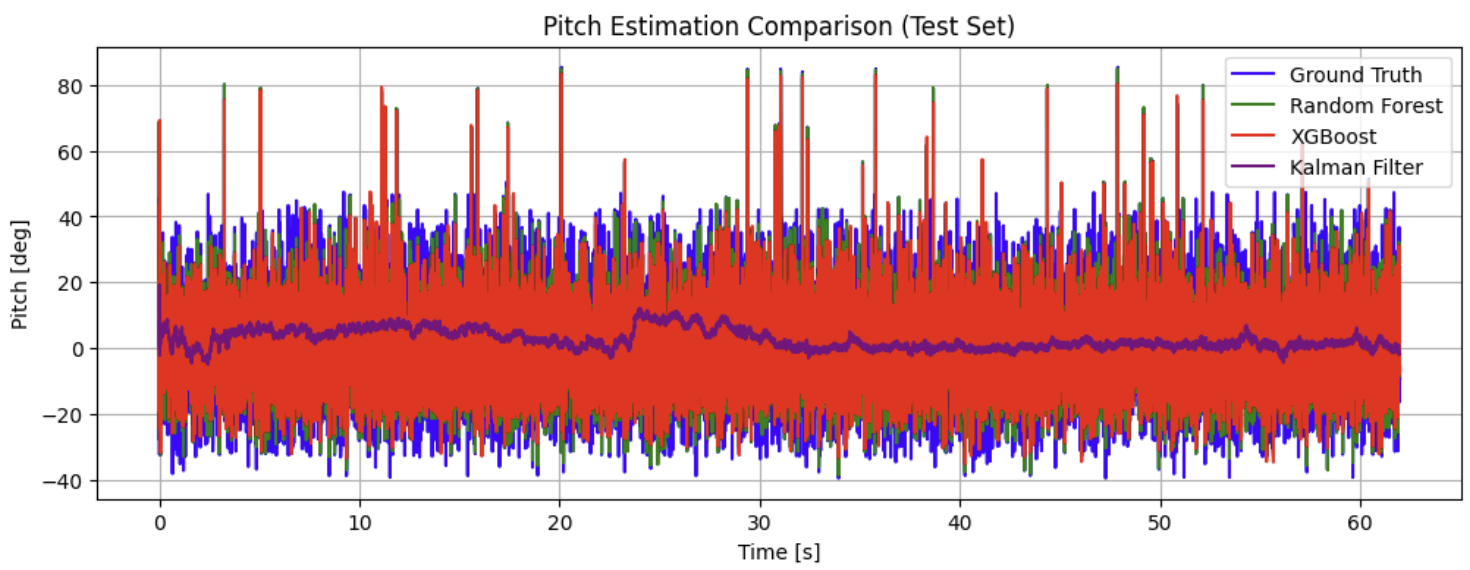 Pitch Estimation Comparison (Test Set)
Ground Truth
Random Forest
XGBoost
Kalman Filter
Pitch [deg]
80
60
40
20
0
−20
−40
0
10
20
30
40
50
60
Time [s]